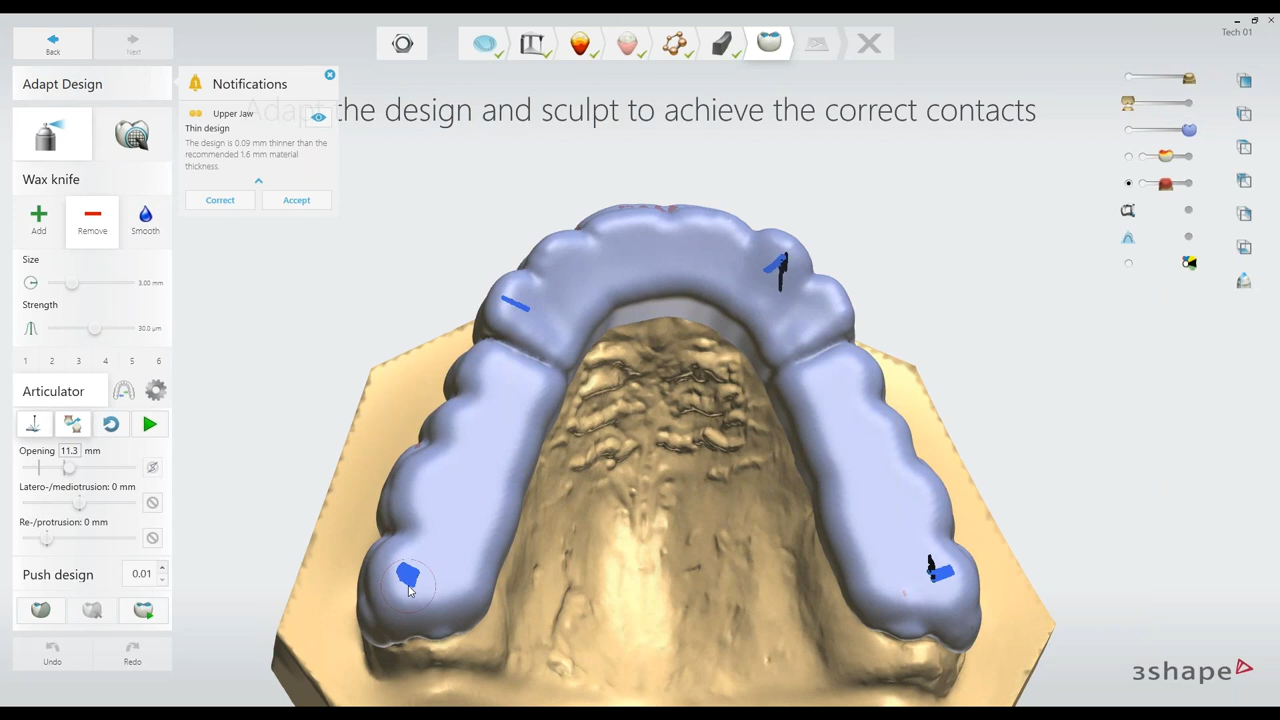 Tech 01
Back
Next
Adapt Design
Notifications
Adapt the design and sculpt to achieve the correct contacts
Upper Jaw
Thin design
The design is 0.09 mm thinner than the
recommended 1.6 mm material
thickness.
Correct
Accept
Wax knife
Add
Remove
Smooth
Size
3.00 mm
Strength
30.0 µm
1 2 3 4 5 6
Articulator
Opening 11.3 mm
Latero-/mediotrusion: 0 mm
Re-/protrusion: 0 mm
Push design 0.01
Undo
Redo
3shape